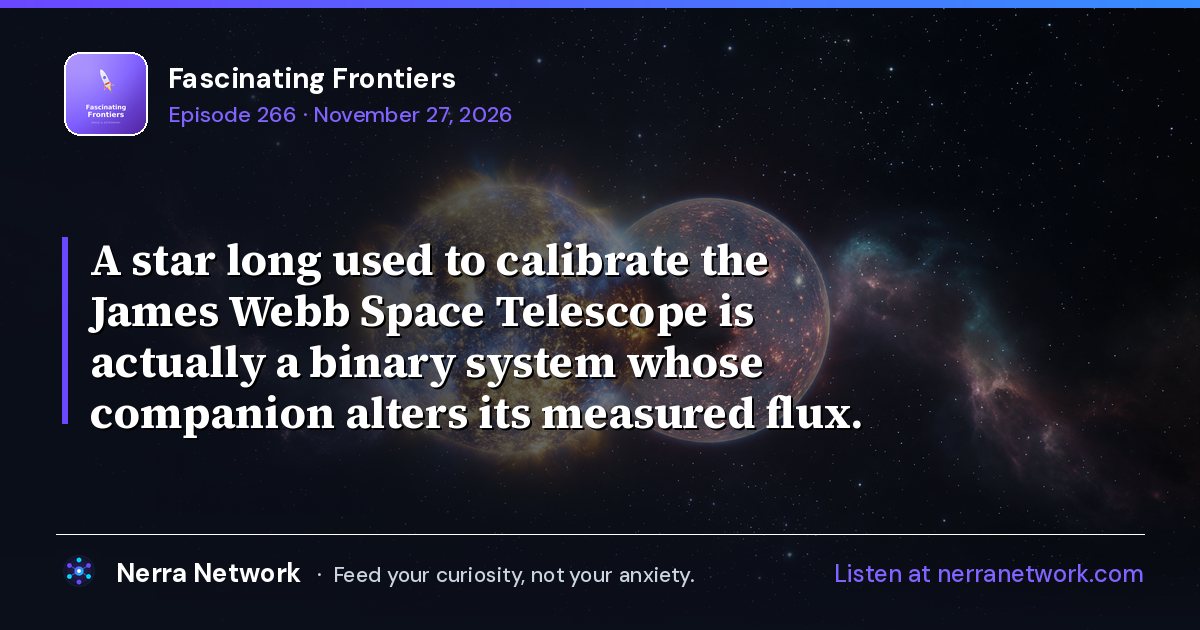 Fascinating Frontiers
Episode 266 · November 27, 2026
Fascinating
Frontiers
A star long used to calibrate the
James Webb Space Telescope is
actually a binary system whose
companion alters its measured flux.
Nerra Network · Feed your curiosity, not your anxiety.
Listen at nerranetwork.com